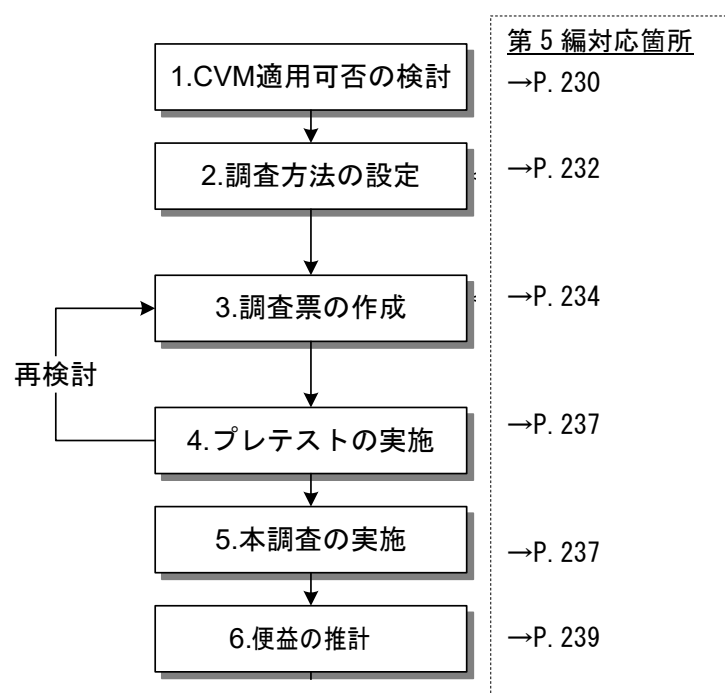 第5編対応箇所
1.CVM適用可否の検討
→P.230
2.調査方法の設定
→P.232
3.調査票の作成
→P.234
再検討
4.プレテストの実施
→P.237
5.本調査の実施
→P.237
6.便益の推計
→P.239